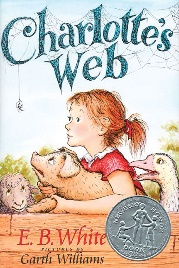 Charlotte's
Web
E. B. White
PICTURES BY
Garth Williams